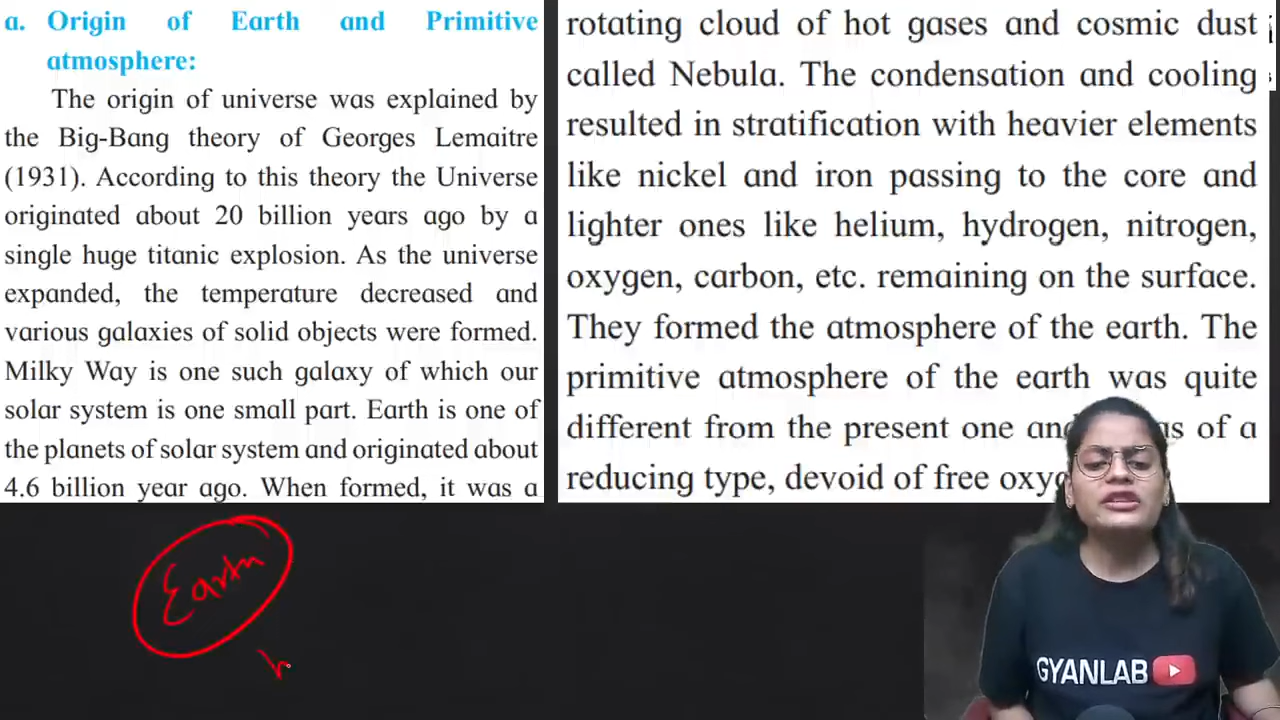 a. Origin of Earth and Primitive
atmosphere:
The origin of universe was explained by
the Big-Bang theory of Georges Lemaitre
(1931). According to this theory the Universe
originated about 20 billion years ago by a
single huge titanic explosion. As the universe
expanded, the temperature decreased and
various galaxies of solid objects were formed.
Milky Way is one such galaxy of which our
solar system is one small part. Earth is one of
the planets of solar system and originated about
4.6 billion year ago. When formed, it was a
rotating cloud of hot gases and cosmic dust
called Nebula. The condensation and cooling
resulted in stratification with heavier elements
like nickel and iron passing to the core and
lighter ones like helium, hydrogen, nitrogen,
oxygen, carbon, etc. remaining on the surface.
They formed the atmosphere of the earth. The
primitive atmosphere of the earth was quite
different from the present one and of a
reducing type, devoid of free
Earth
GYANLAB